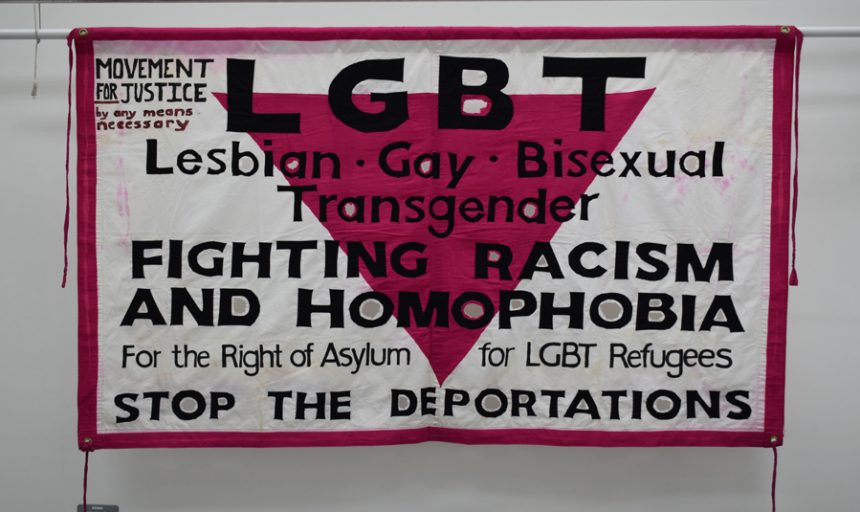 MOVEMENT
FOR JUSTICE
by any means
necessary
LGBT
Lesbian · Gay · Bisexual
Transgender
FIGHTING RACISM
AND HOMOPHOBIA
For the Right of Asylum for LGBT Refugees
STOP THE DEPORTATIONS